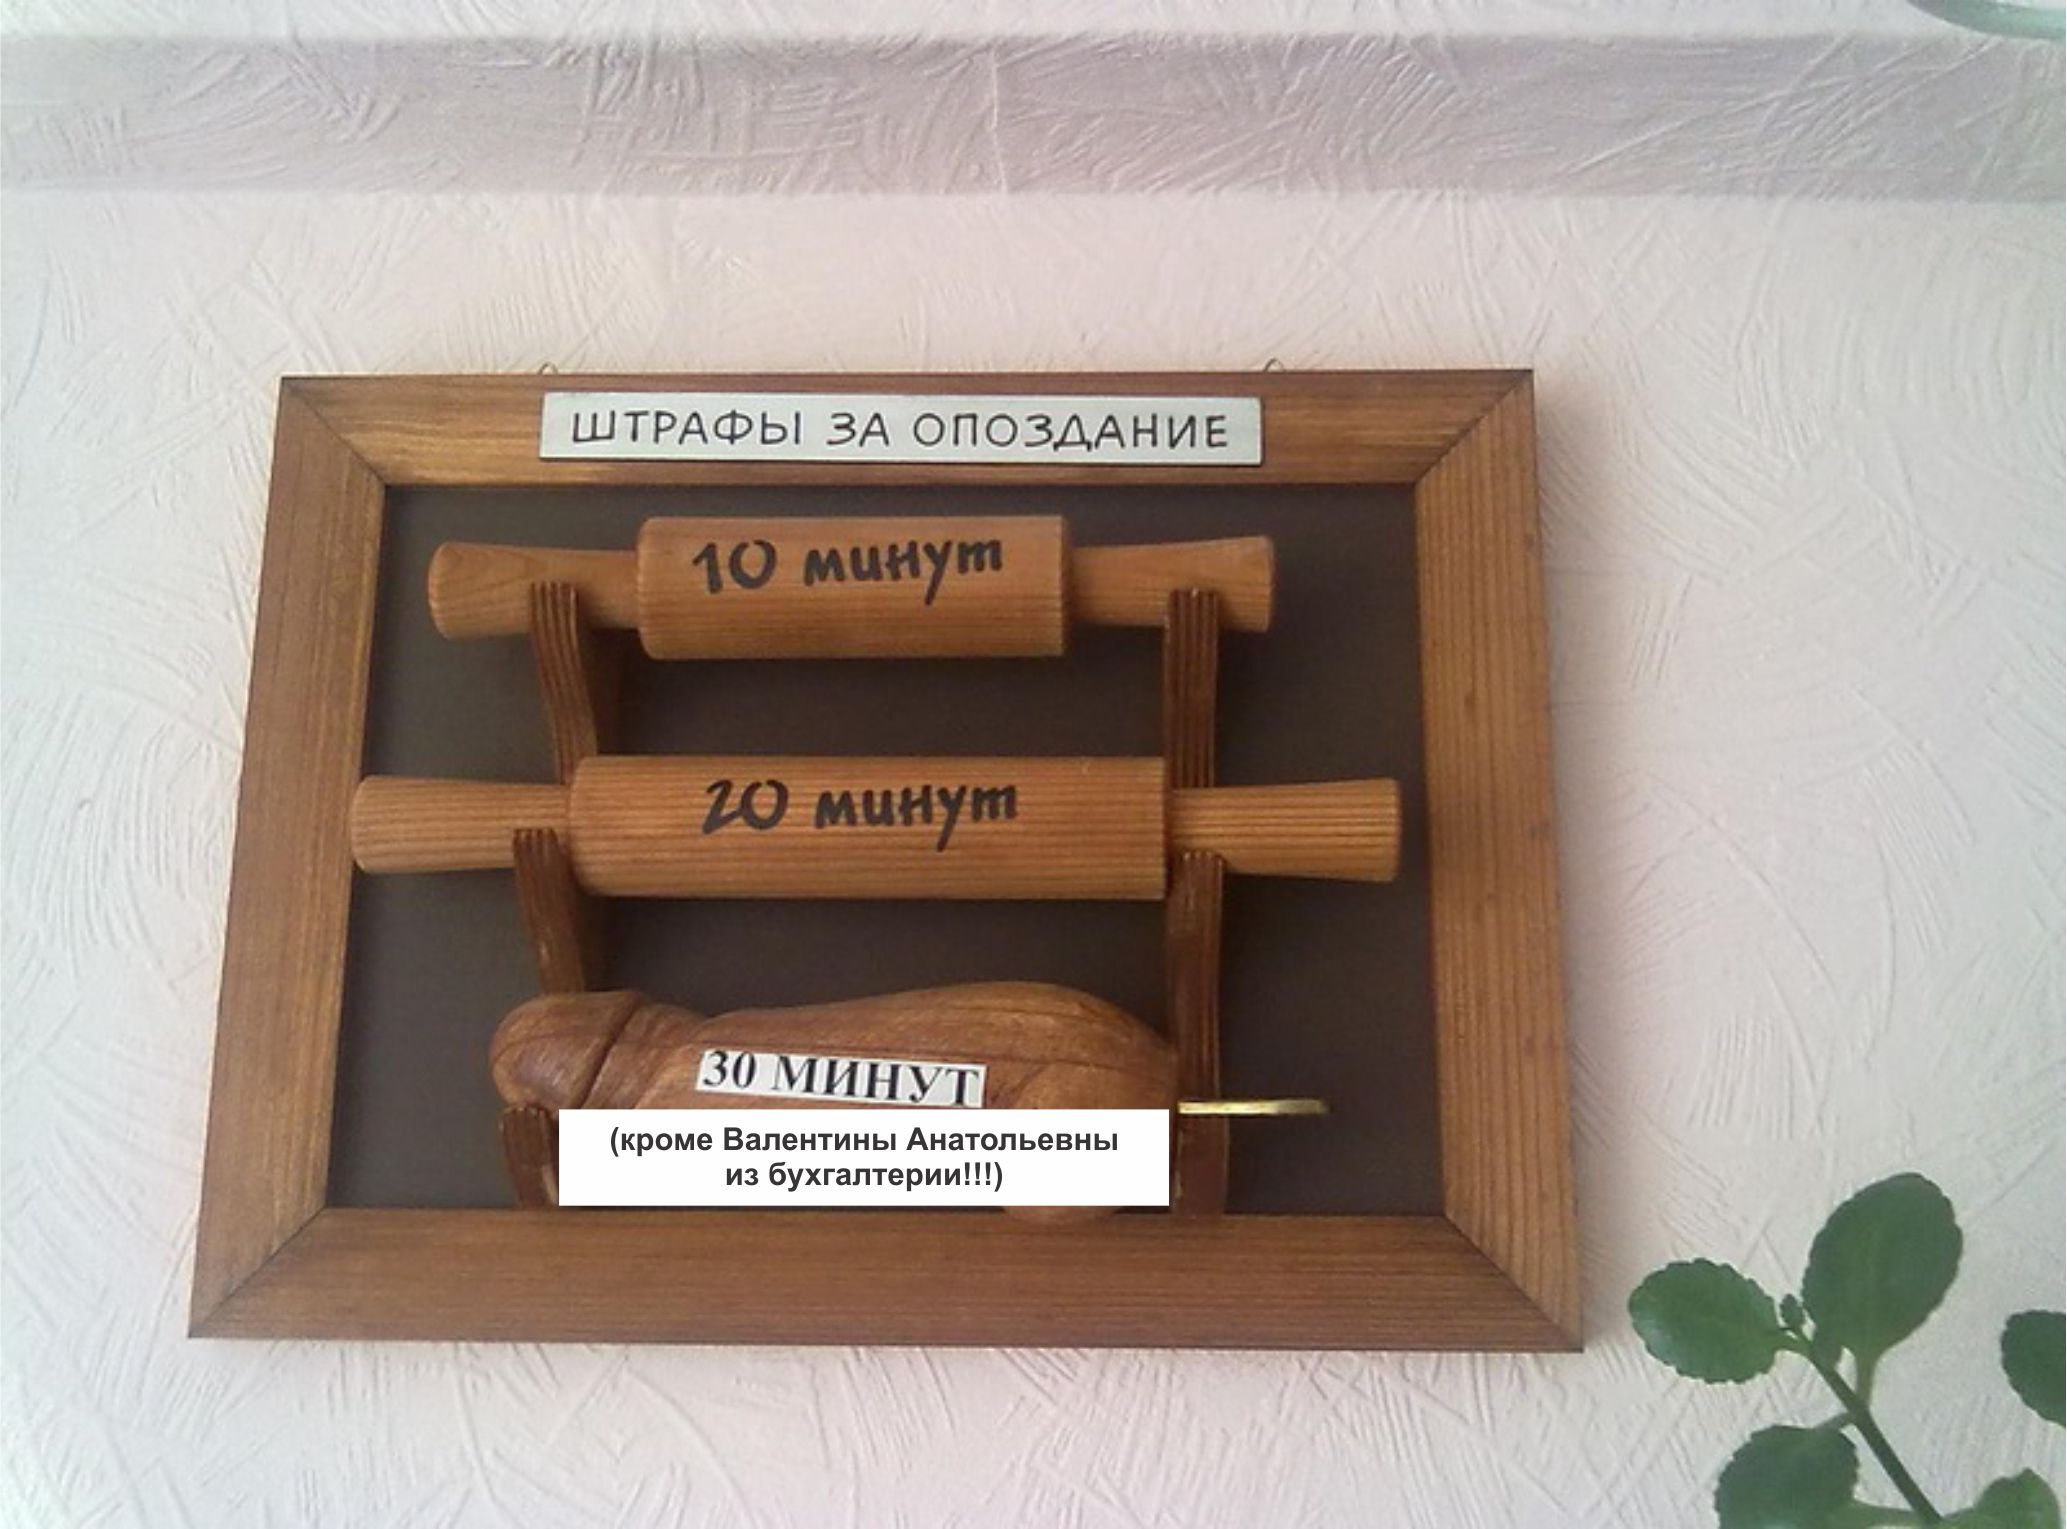 ШТРАФЫ ЗА ОПОЗДАНИЕ
10 минут
20 минут
30 МИНУТ
(кроме Валентины Анатольевны
из бухгалтерии!!!)